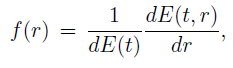 f(r) = \frac{1}{dE(t)} \frac{dE(t, r)}{dr},